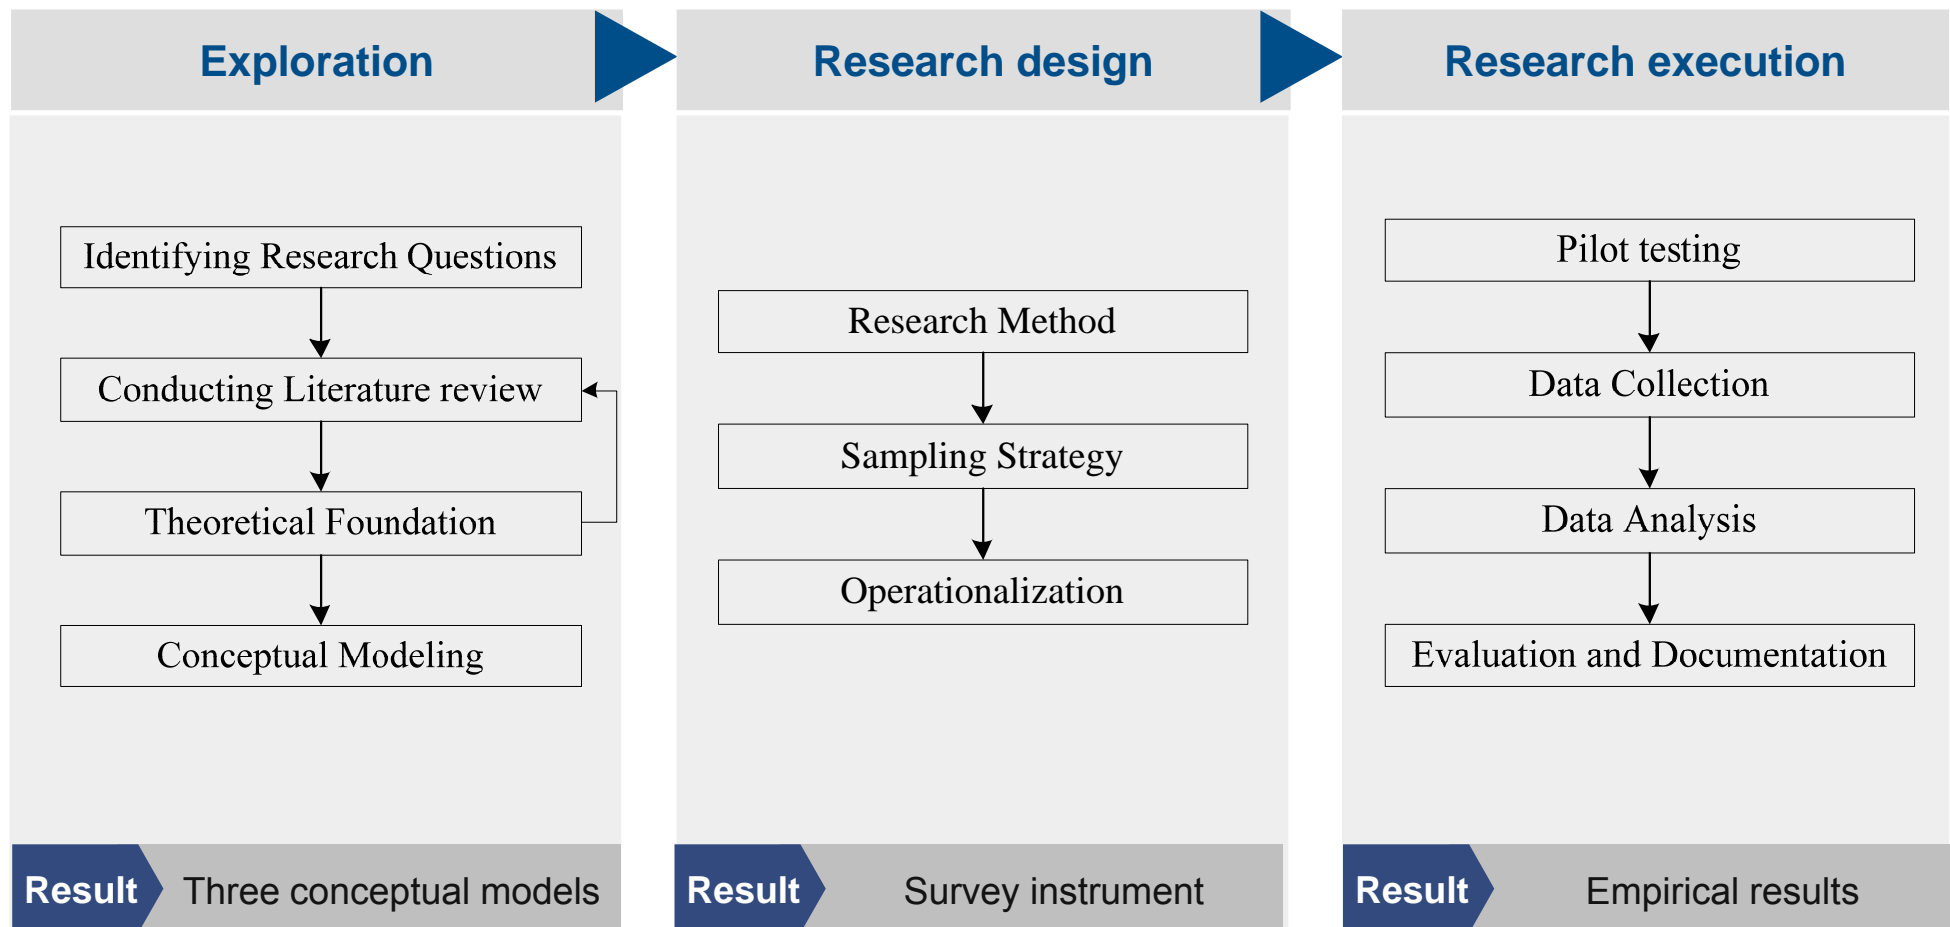 Exploration
Identifying Research Questions
Conducting Literature review
Theoretical Foundation
Conceptual Modeling
Result
Three conceptual models
Research design
Research Method
Sampling Strategy
Operationalization
Result
Survey instrument
Research execution
Pilot testing
Data Collection
Data Analysis
Evaluation and Documentation
Result
Empirical results